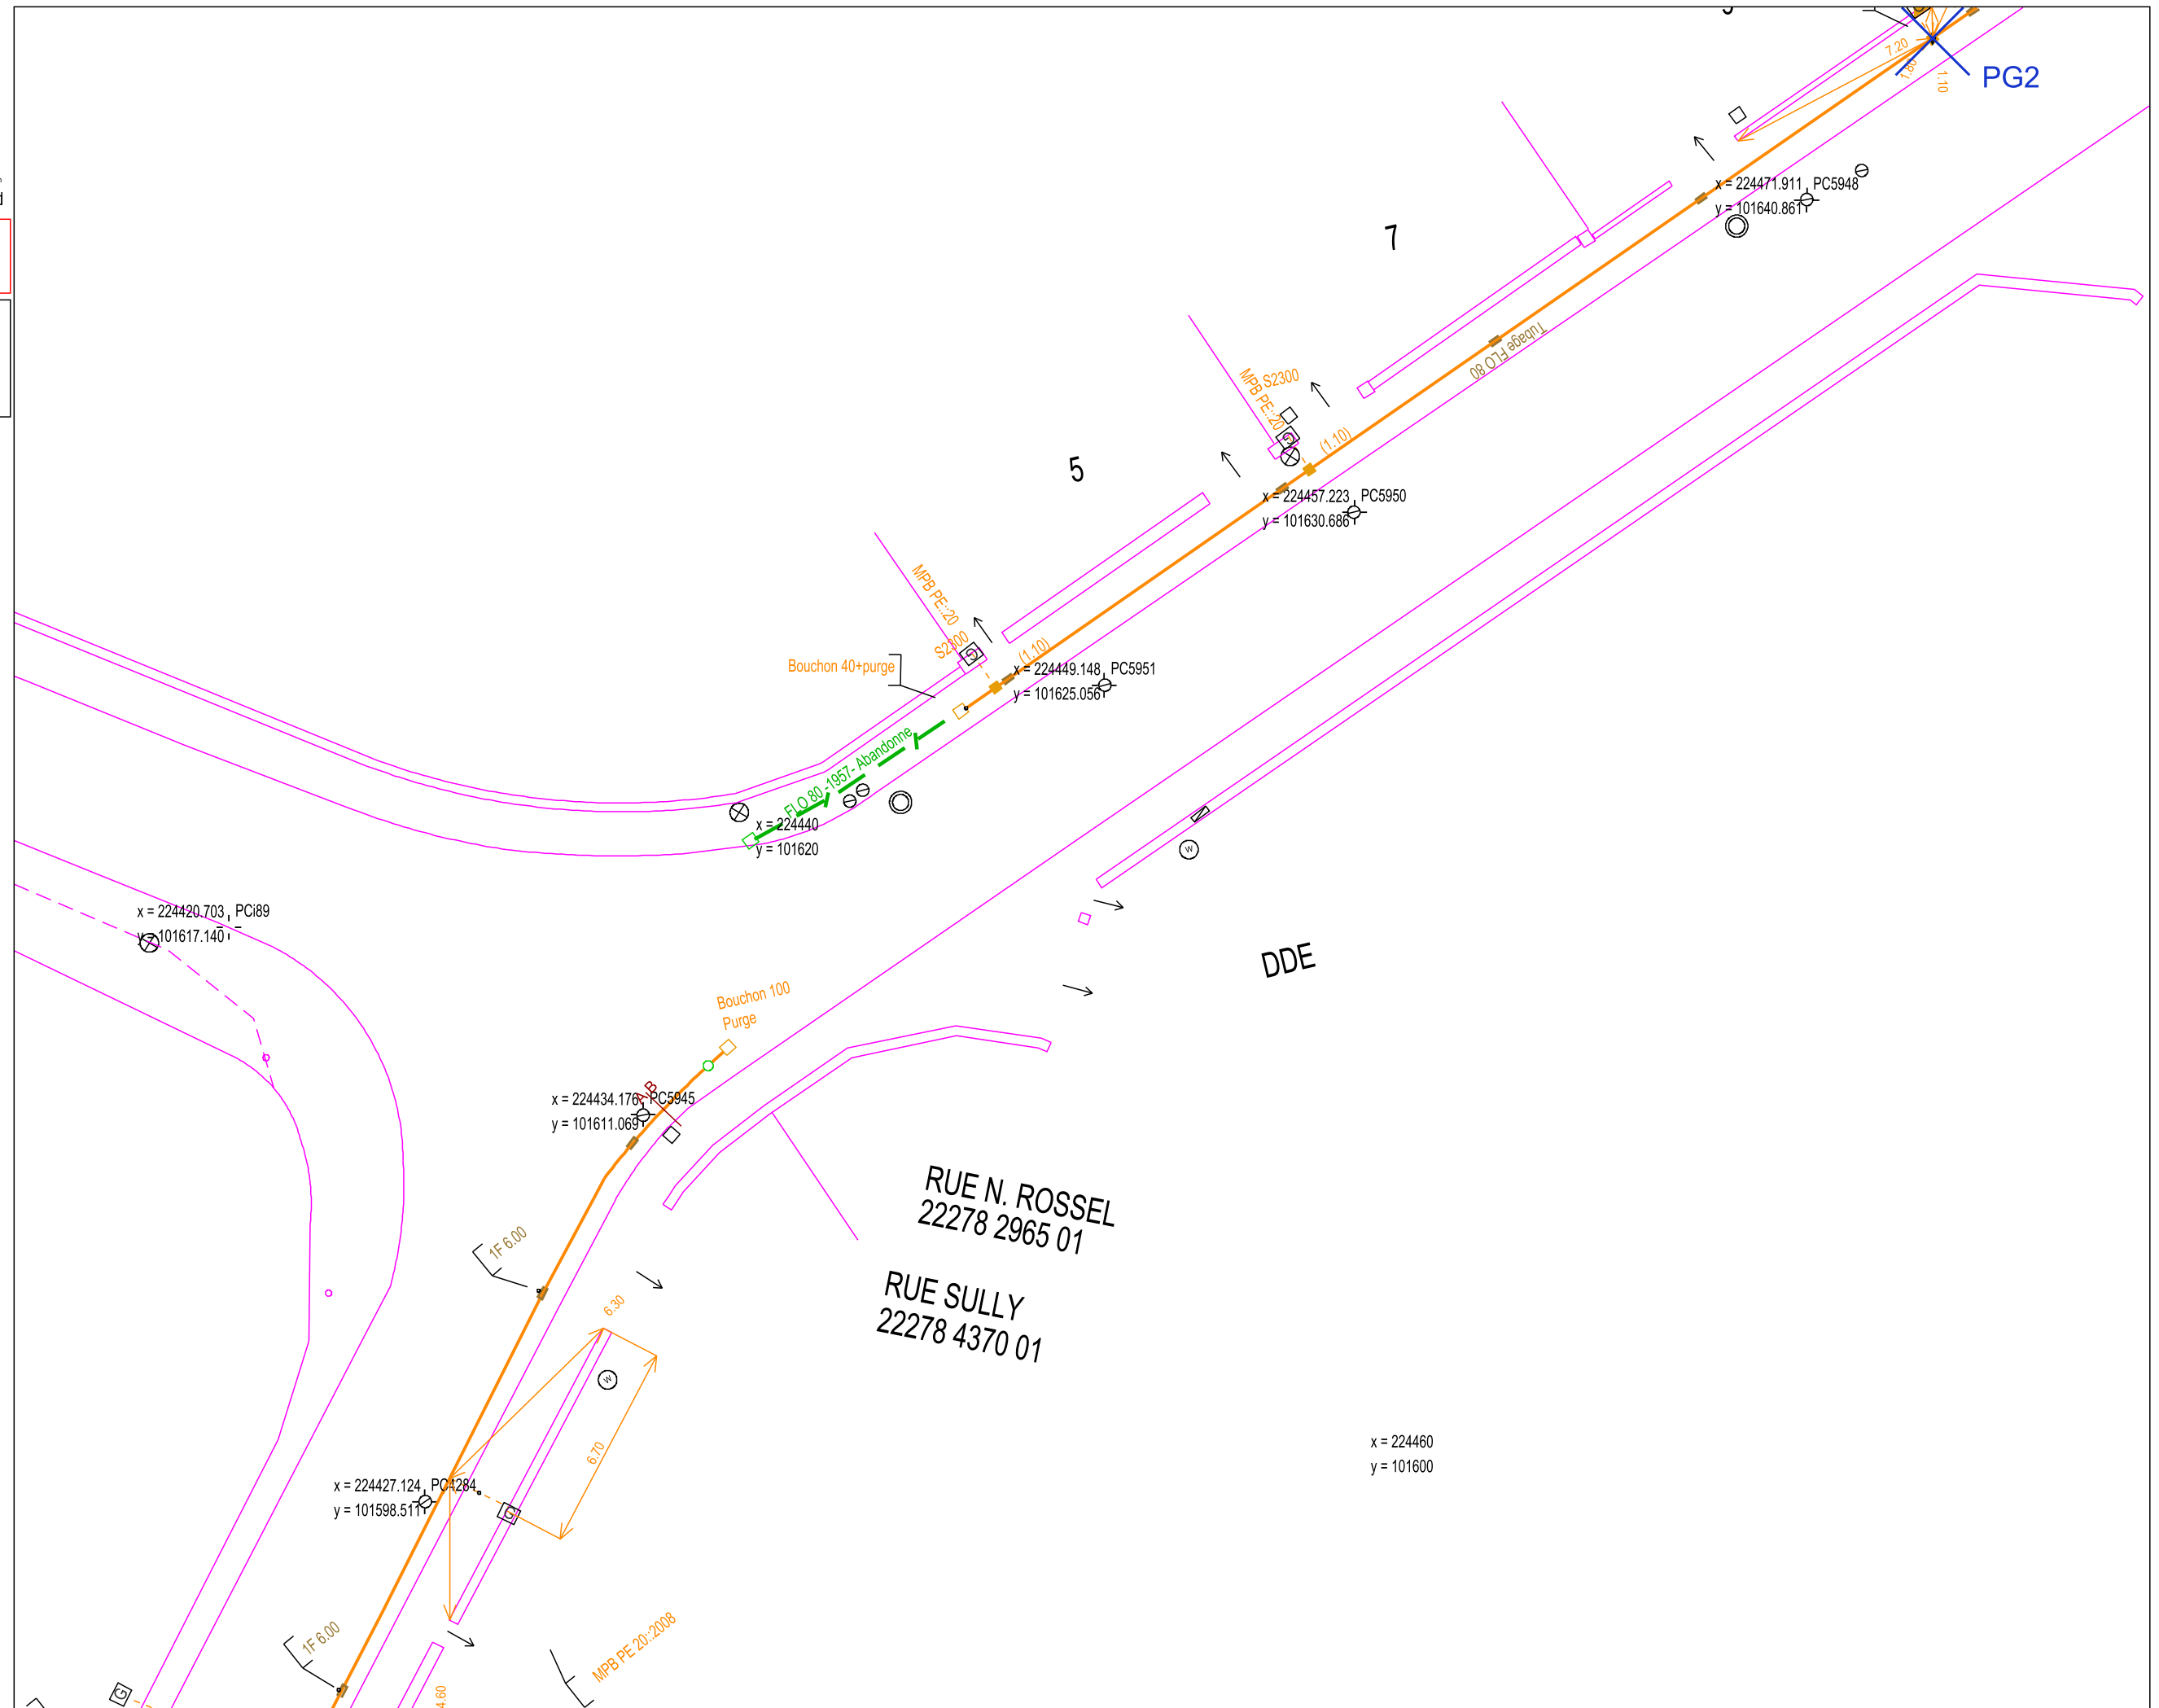 7.20
1.80
1.10
PG2
x = 224471.911 PC5948
y = 101640.861
7
Tubage FLO 80
S2300
MPB PE::20
(1.10)
5
x = 224457.223 PC5950
y = 101630.686
MPB PE::20
S2300
(1.10)
Bouchon 40+purge
x = 224449.148 PC5951
y = 101625.056
FLO 80 -1957- Abandonne
x = 224440
y = 101620
W
x = 224420.703 PCi89
y = 101617.140
DDE
Bouchon 100
Purge
A|B
x = 224434.176 PC5945
y = 101611.069
RUE N. ROSSEL
22278 2965 01
1F 6.00
RUE SULLY
22278 4370 01
6.30
W
6.70
x = 224460
y = 101600
x = 224427.124 PC4284
y = 101598.511
G
1F 6.00
MPB PE 20::2008
G
4.60